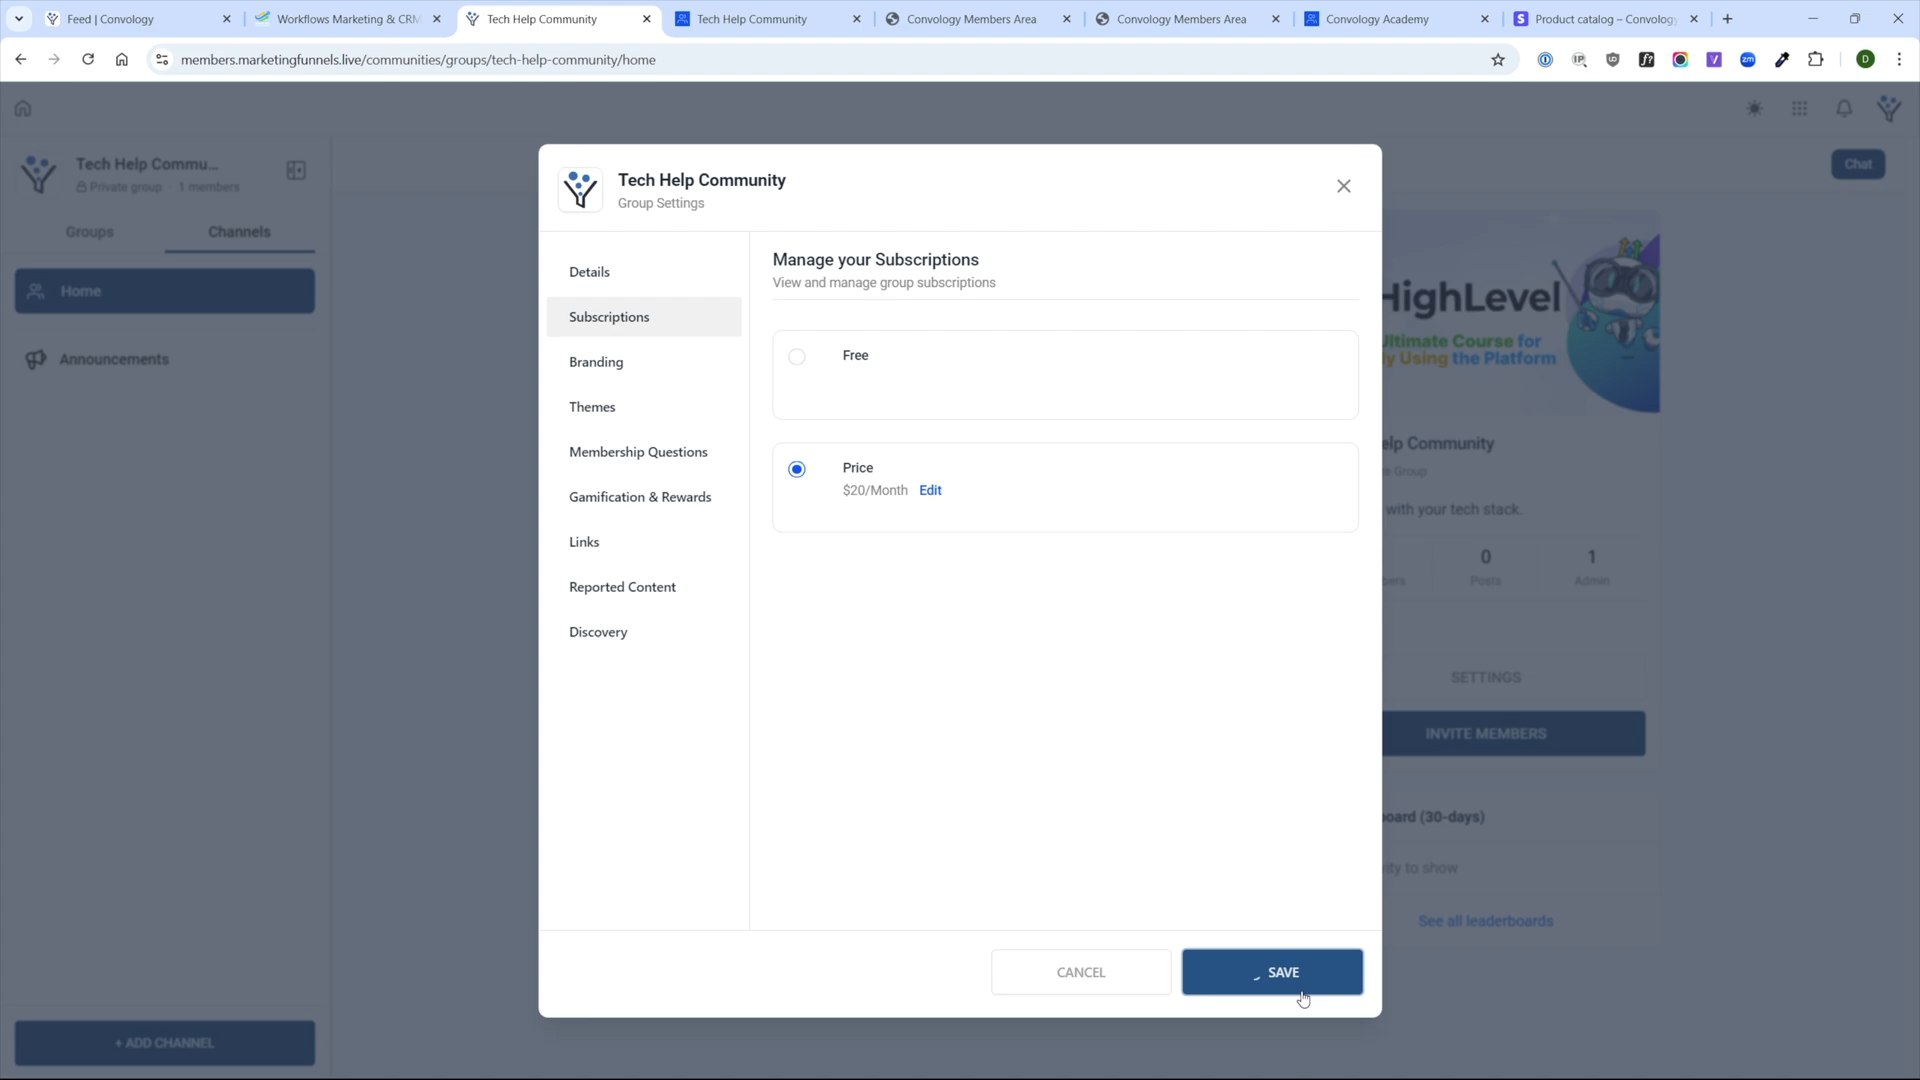 Feed | Convology
Workflows Marketing & CRM
Tech Help Community
Tech Help Community
Convology Members Area
Convology Members Area
Convology Academy
Product catalog – Convology
members.marketingfunnels.live/communities/groups/tech-help-community/home
Tech Help Commu...
Private group · 1 members
Groups
Channels
Home
Announcements
+ ADD CHANNEL
Chat
Tech Help Community
Group Settings
Details
Subscriptions
Branding
Themes
Membership Questions
Gamification & Rewards
Links
Reported Content
Discovery
Manage your Subscriptions
View and manage group subscriptions
Free
Price
$20/Month Edit
CANCEL
SAVE
HighLevel
Ultimate Course for
Using the Platform
Community
Group
with your tech stack.
0
1
Posts
Admin
SETTINGS
INVITE MEMBERS
(30-days)
to show
See all leaderboards